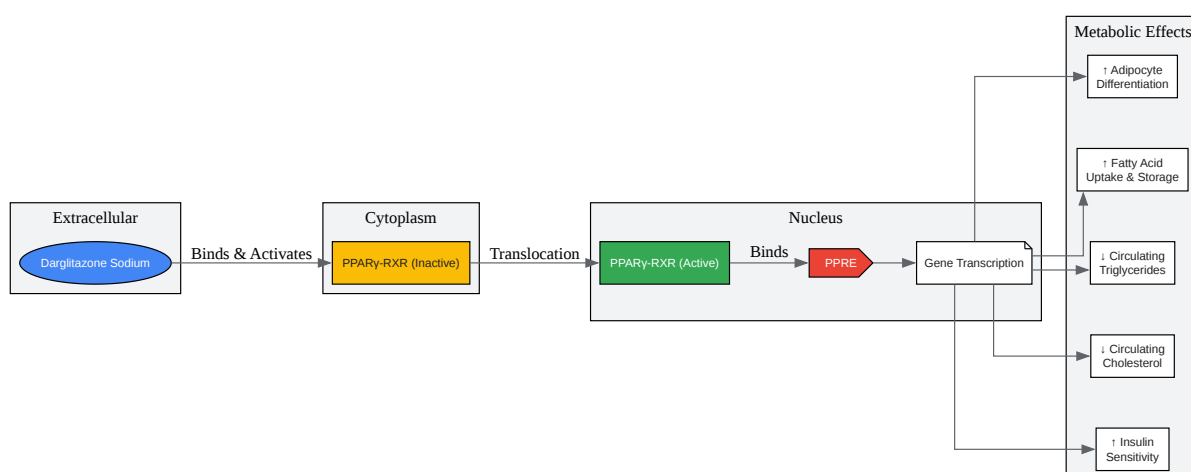 Extracellular
Darglitazone Sodium
Binds & Activates
Cytoplasm
PPARγ-RXR (Inactive)
Translocation
Nucleus
PPARγ-RXR (Active)
Binds
PPRE
Gene Transcription
Metabolic Effects
↑ Adipocyte
Differentiation
↑ Fatty Acid
Uptake & Storage
↓ Circulating
Triglycerides
↓ Circulating
Cholesterol
↑ Insulin
Sensitivity